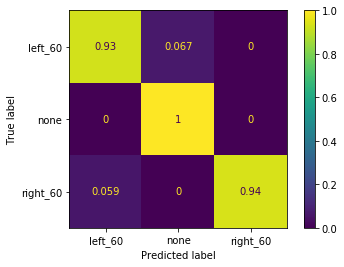 1.0
left_60 0.93 0.067 0
0.8
0.6
True label none 0 1 0
0.4
0.2
right_60 0.059 0 0.94
0.0
left_60 none right_60
Predicted label